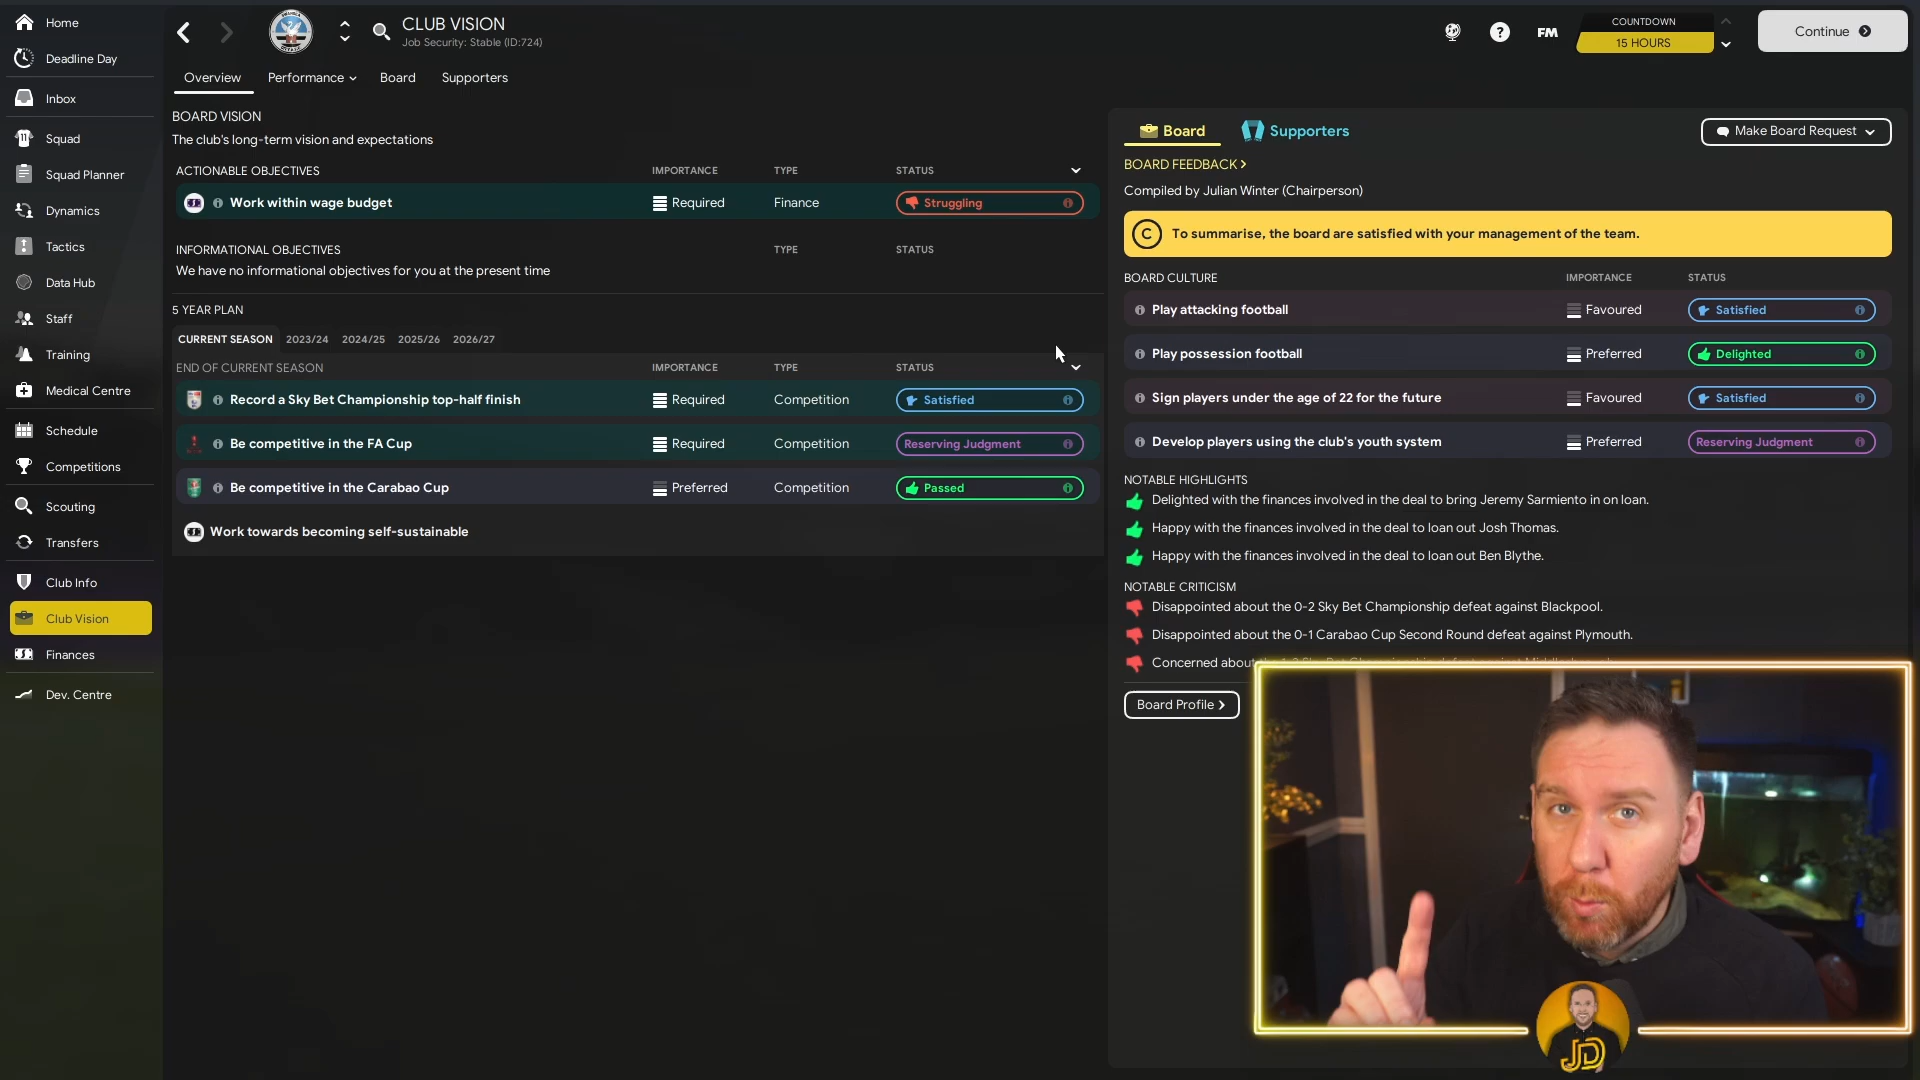 Home
Deadline Day
Inbox
Squad
Squad Planner
Dynamics
Tactics
Data Hub
Staff
Training
Medical Centre
Schedule
Competitions
Scouting
Transfers
Club Info
Club Vision
Finances
Dev. Centre
CLUB VISION
Job Security: Stable (ID:724)
FM
COUNTDOWN
15 HOURS
Continue
Overview Performance Board Supporters
BOARD VISION
The club's long-term vision and expectations
ACTIONABLE OBJECTIVES IMPORTANCE TYPE STATUS
Work within wage budget Required Finance Struggling
INFORMATIONAL OBJECTIVES TYPE STATUS
We have no informational objectives for you at the present time
5 YEAR PLAN
CURRENT SEASON 2023/24 2024/25 2025/26 2026/27
END OF CURRENT SEASON IMPORTANCE TYPE STATUS
Record a Sky Bet Championship top-half finish Required Competition Satisfied
Be competitive in the FA Cup Required Competition Reserving Judgment
Be competitive in the Carabao Cup Preferred Competition Passed
Work towards becoming self-sustainable
Board Supporters Make Board Request
BOARD FEEDBACK
Compiled by Julian Winter (Chairperson)
C To summarise, the board are satisfied with your management of the team.
BOARD CULTURE IMPORTANCE STATUS
Play attacking football Favoured Satisfied
Play possession football Preferred Delighted
Sign players under the age of 22 for the future Favoured Satisfied
Develop players using the club's youth system Preferred Reserving Judgment
NOTABLE HIGHLIGHTS
Delighted with the finances involved in the deal to bring Jeremy Sarmiento in on loan.
Happy with the finances involved in the deal to loan out Josh Thomas.
Happy with the finances involved in the deal to loan out Ben Blythe.
NOTABLE CRITICISM
Disappointed about the 0-2 Sky Bet Championship defeat against Blackpool.
Disappointed about the 0-1 Carabao Cup Second Round defeat against Plymouth.
Concerned about
Board Profile
JD